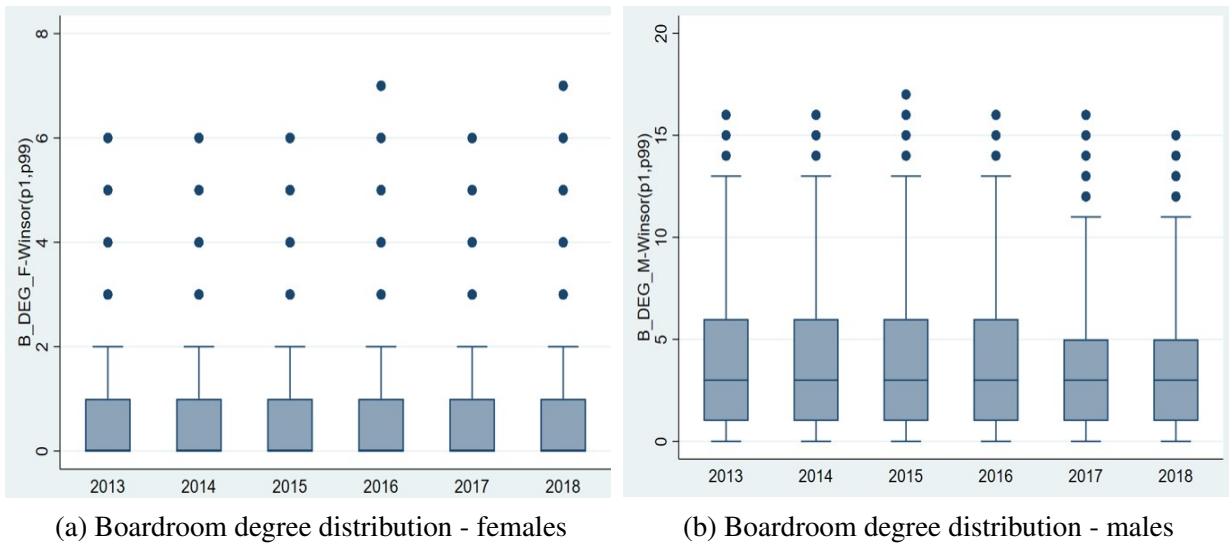 B_DEG_F-Winsor(p1,p99)
8
6
4
2
0
2013 2014 2015 2016 2017 2018
(a) Boardroom degree distribution - females
B_DEG_M-Winsor(p1,p99)
20
15
10
5
0
2013 2014 2015 2016 2017 2018
(b) Boardroom degree distribution - males